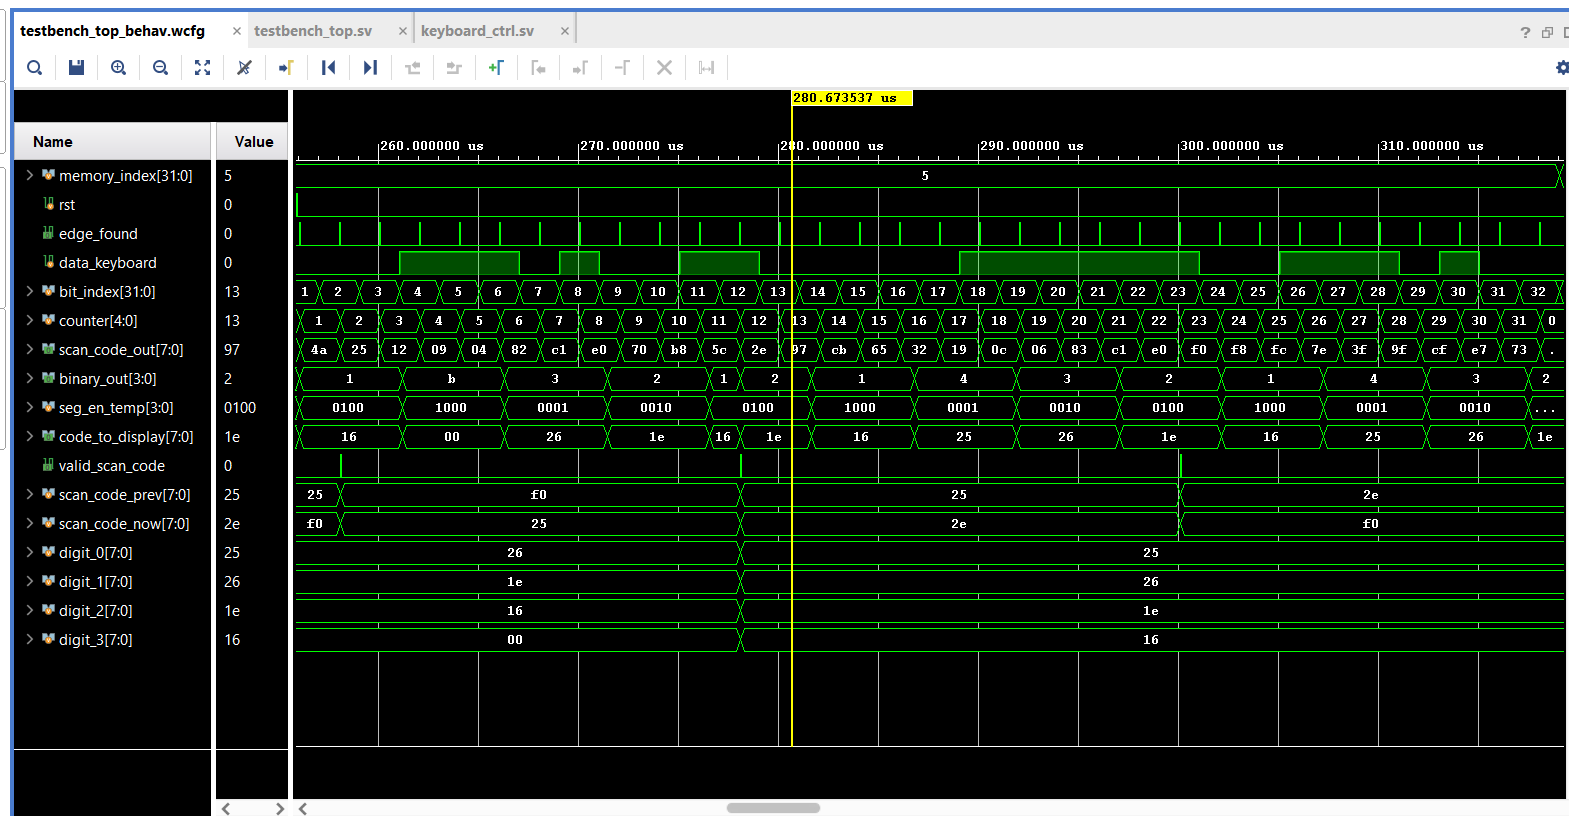 testbench_top_behav.wcfg × testbench_top.sv × keyboard_ctrl.sv × ?
280.673537 us
Name Value
260.000000 us 270.000000 us 280.000000 us 290.000000 us 300.000000 us 310.000000 us
memory_index[31:0] 5 5
rst 0
edge_found 0
data_keyboard 0
bit_index[31:0] 13 1 2 3 4 5 6 7 8 9 10 11 12 13 14 15 16 17 18 19 20 21 22 23 24 25 26 27 28 29 30 31 32
counter[4:0] 13 1 2 3 4 5 6 7 8 9 10 11 12 13 14 15 16 17 18 19 20 21 22 23 24 25 26 27 28 29 30 31 0
scan_code_out[7:0] 97 4a 25 12 09 04 82 c1 e0 70 b8 5c 2e 97 cb 65 32 19 0c 06 83 c1 e0 f0 f8 fc 7e 3f 9f cf e7 73 .
binary_out[3:0] 2 1 b 3 2 1 2 1 4 3 2 1 4 3 2
seg_en_temp[3:0] 0100 0100 1000 0001 0010 0100 1000 0001 0010 0100 1000 0001 0010 ...
code_to_display[7:0] 1e 16 00 26 1e 16 1e 16 25 26 1e 16 25 26 1e
valid_scan_code 0
scan_code_prev[7:0] 25 25 f0 25 2e
scan_code_now[7:0] 2e f0 25 2e f0
digit_0[7:0] 25 26 25
digit_1[7:0] 26 1e 26
digit_2[7:0] 1e 16 1e
digit_3[7:0] 16 00 16